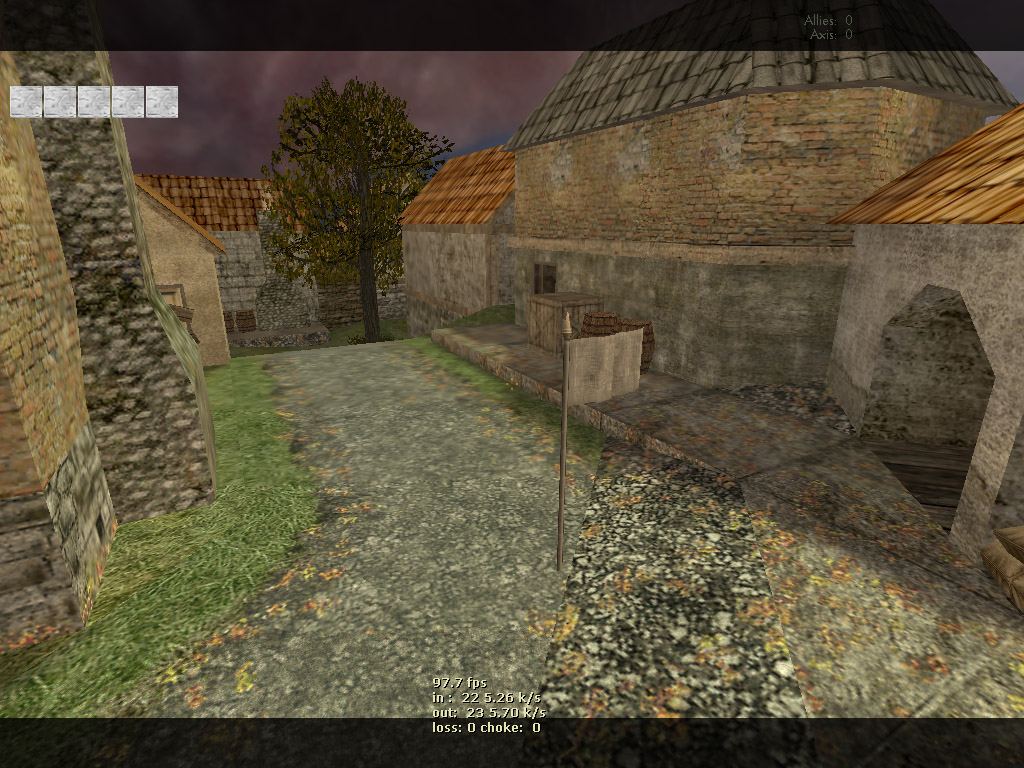 Allies: 0
Axis: 0
97.7 fps
in : 22 5.26 k/s
out: 23 5.70 k/s
loss: 0 choke: 0